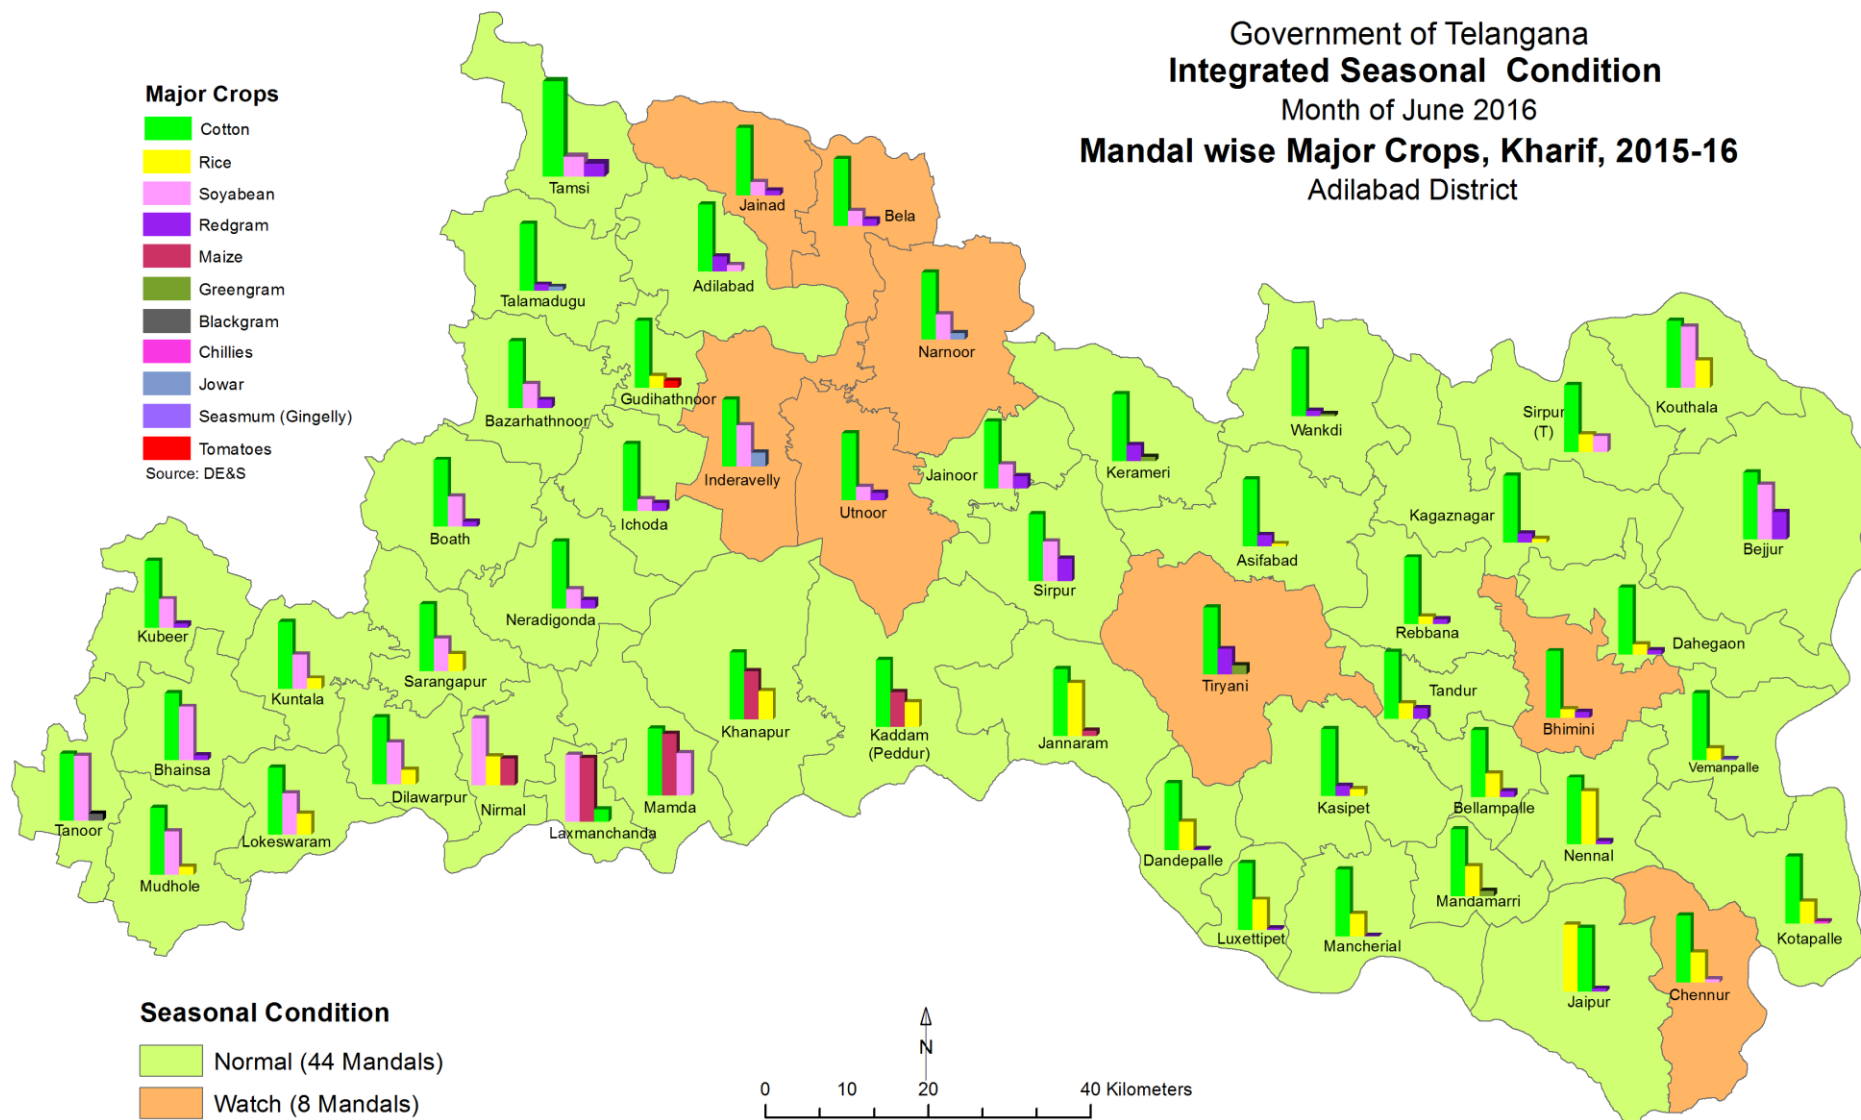 Government of Telangana
Integrated Seasonal Condition
Month of June 2016
Mandal wise Major Crops, Kharif, 2015-16
Adilabad District
Major Crops
Cotton
Rice
Soyabean
Redgram
Maize
Greengram
Blackgram
Chillies
Jowar
Seasmum (Gingelly)
Tomatoes
Source: DE&S
Tamsi
Jainad
Bela
Adilabad
Talamadugu
Narnoor
Gudihathnoor
Bazarhathnoor
Wankdi
Kouthala
Sirpur
(T)
Inderavelly
Utnoor
Jainoor
Kerameri
Ichoda
Boath
Kagaznagar
Asifabad
Bejjur
Sirpur
Neradigonda
Kubeer
Rebbana
Dahegaon
Sarangapur
Kuntala
Tiryani
Tandur
Bhimini
Khanapur
Kaddam
(Peddur)
Jannaram
Vemanpalle
Bhainsa
Dilawarpur
Nirmal
Mamda
Kasipet
Bellampalle
Tanoor
Lokeswaram
Laxmanchanda
Nennal
Mudhole
Dandepalle
Mandamarri
Luxettipet
Mancherial
Kotapalle
Jaipur
Chennur
Seasonal Condition
Normal (44 Mandals)
Watch (8 Mandals)
N
0 10 20 40 Kilometers